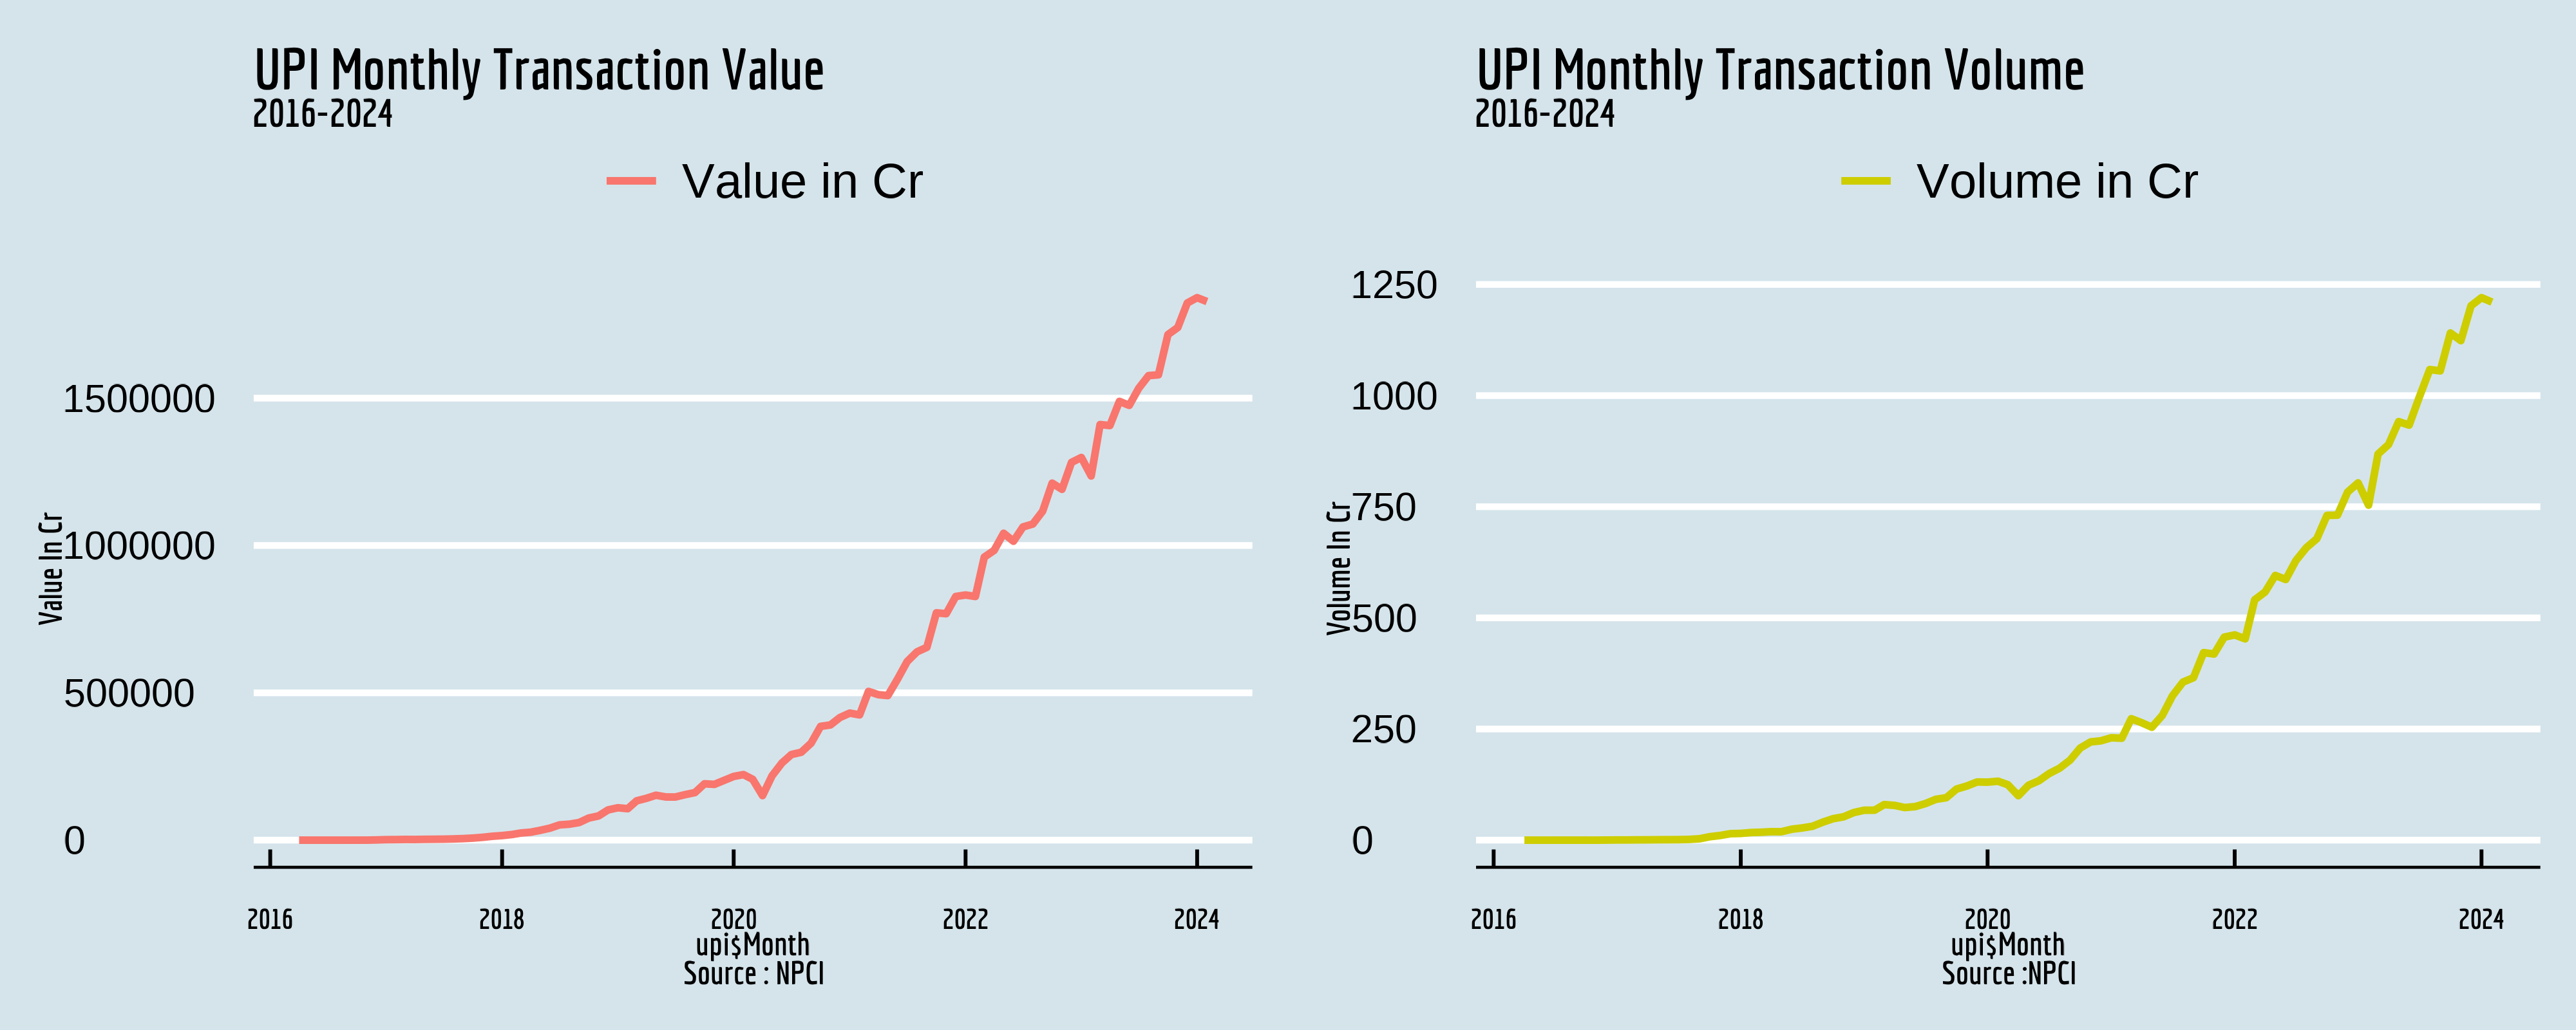 UPI Monthly Transaction Value
2016-2024
Value in Cr
1500000
1000000
500000
0
Value In Cr
2016 2018 2020 2022 2024
upi$Month
Source : NPCI
UPI Monthly Transaction Volume
2016-2024
Volume in Cr
1250
1000
750
500
250
0
Volume In Cr
2016 2018 2020 2022 2024
upi$Month
Source :NPCI